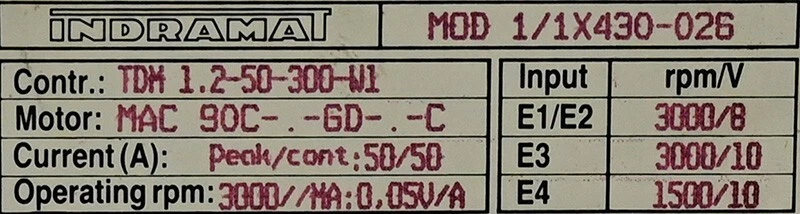 INDRAMAT MOD 1/1X430-026
Contr.: TDM 1.2-50-300-W1 Input rpm/V
Motor: MAC 90C-.-GD-.-C E1/E2 3000/8
Current (A): peak/cont:50/50 E3 3000/10
Operating rpm: 3000//MA:0,05V/A E4 1500/10